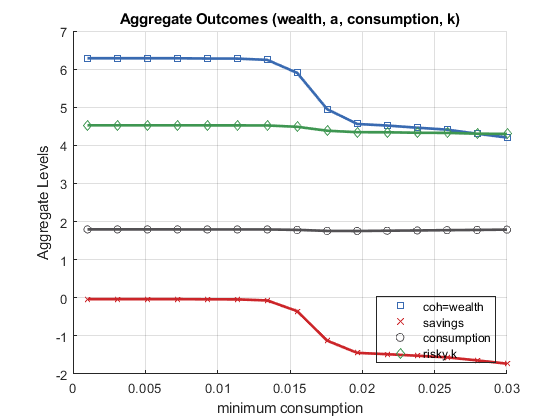 Aggregate Outcomes (wealth, a, consumption, k)
7
6
5
4
3
2
1
0
-1
-2
Aggregate Levels
coh=wealth
savings
consumption
risky k
0
0.005
0.01
0.015
0.02
0.025
0.03
minimum consumption